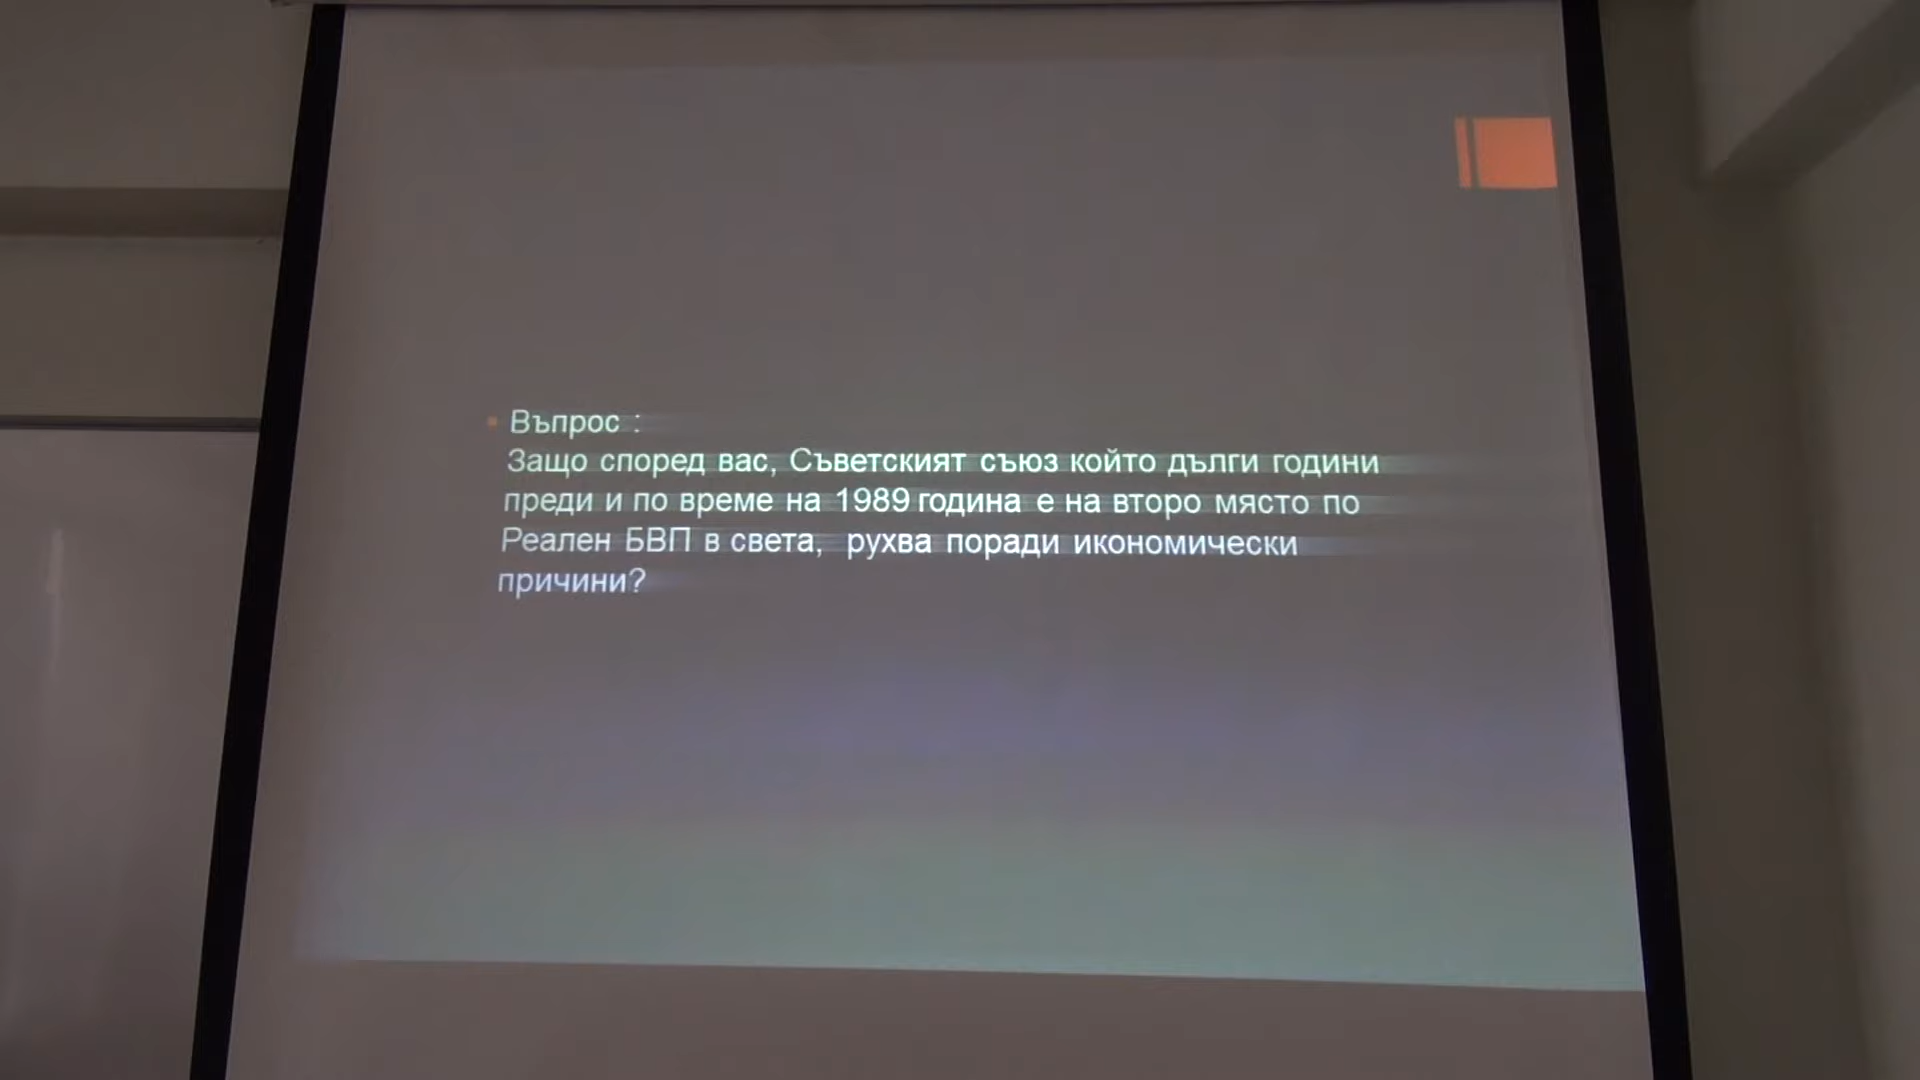 Въпрос :
Защо според вас, Съветският съюз който дълги години
преди и по време на 1989 година е на второ място по
Реален БВП в света, рухва поради икономически
причини?